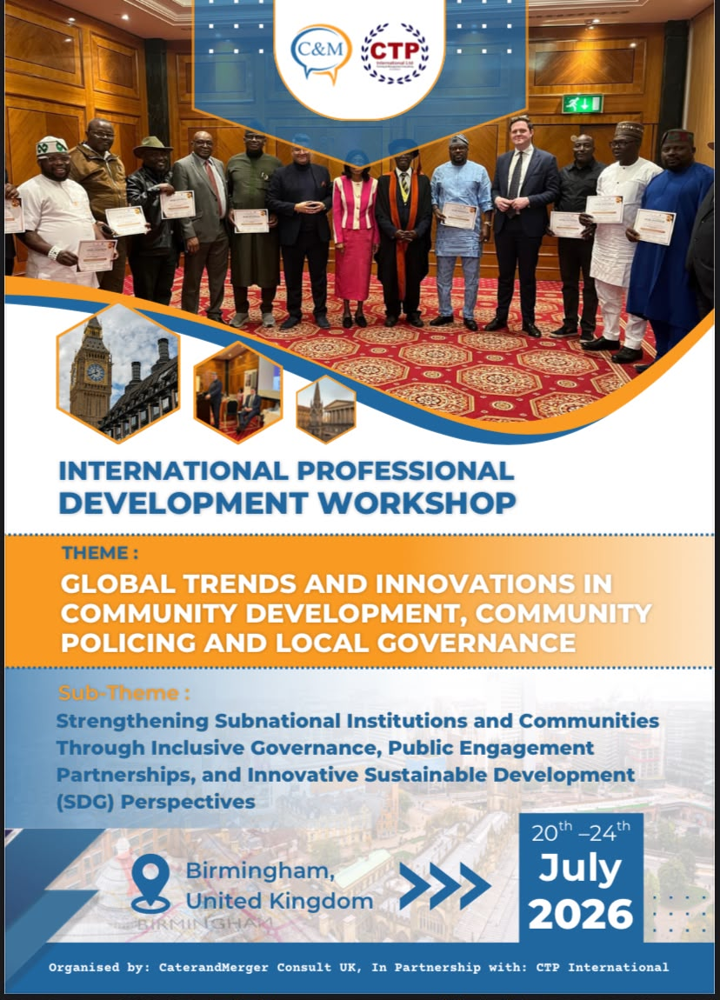 C&M
CTP
International Ltd
INTERNATIONAL PROFESSIONAL
DEVELOPMENT WORKSHOP
THEME :
GLOBAL TRENDS AND INNOVATIONS IN
COMMUNITY DEVELOPMENT, COMMUNITY
POLICING AND LOCAL GOVERNANCE
Sub-Theme :
Strengthening Subnational Institutions and Communities
Through Inclusive Governance, Public Engagement
Partnerships, and Innovative Sustainable Development
(SDG) Perspectives
20th –24th
July
2026
Birmingham,
United Kingdom
BIRMINGHAM
Organised by: CaterandMerger Consult UK, In Partnership with: CTP International